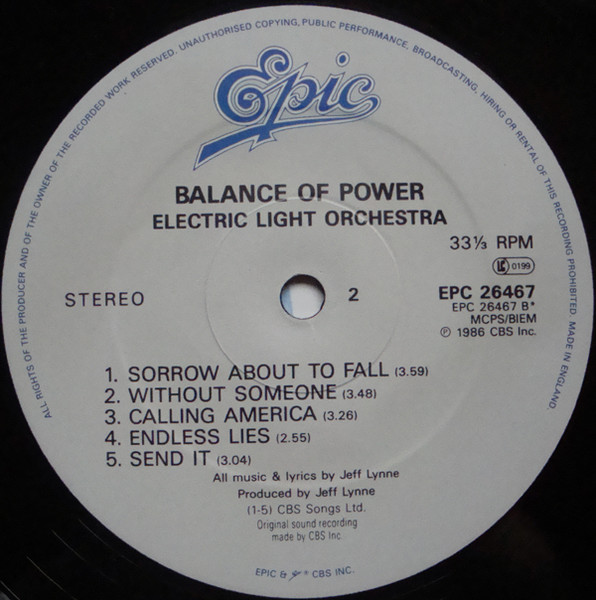 ALL RIGHTS OF THE PRODUCER AND OF THE OWNER OF THE RECORDED WORK RESERVED. UNAUTHORISED COPYING, PUBLIC PERFORMANCE, BROADCASTING, HIRING OR RENTAL OF THIS RECORDING PROHIBITED. MADE IN ENGLAND.
Epic
BALANCE OF POWER
ELECTRIC LIGHT ORCHESTRA
33⅓ RPM
LC 0199
STEREO
2
EPC 26467
EPC 26467 B*
MCPS/BIEM
℗ 1986 CBS Inc.
1. SORROW ABOUT TO FALL (3.59)
2. WITHOUT SOMEONE (3.48)
3. CALLING AMERICA (3.26)
4. ENDLESS LIES (2.55)
5. SEND IT (3.04)
All music & lyrics by Jeff Lynne
Produced by Jeff Lynne
(1-5) CBS Songs Ltd.
Original sound recording
made by CBS Inc
EPIC & * CBS INC.